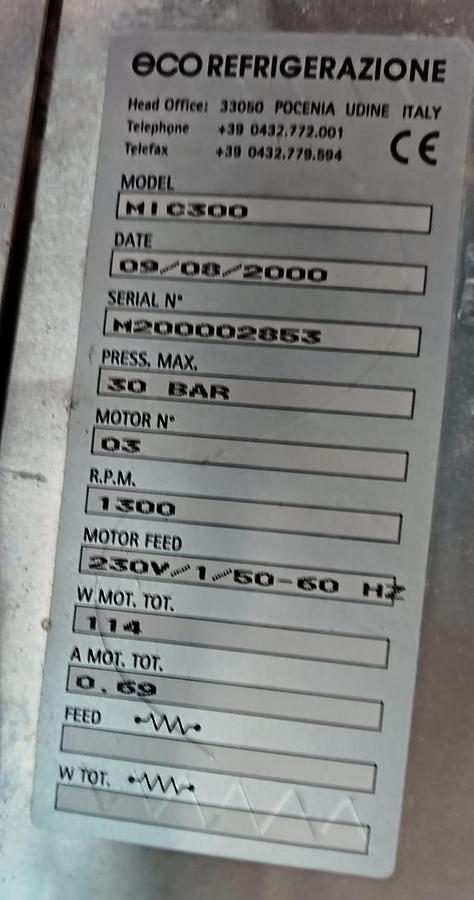 eco REFRIGERAZIONE
Head Office: 33050 POCENIA UDINE ITALY
Telephone +39 0432.772.001
Telefax +39 0432.779.594
CE
MODEL
MIC300
DATE
09/08/2000
SERIAL N°
M200002853
PRESS. MAX.
30 BAR
MOTOR N°
03
R.P.M.
1300
MOTOR FEED
230V/1/50-60 HZ
W MOT. TOT.
114
A MOT. TOT.
0.69
FEED
W TOT.